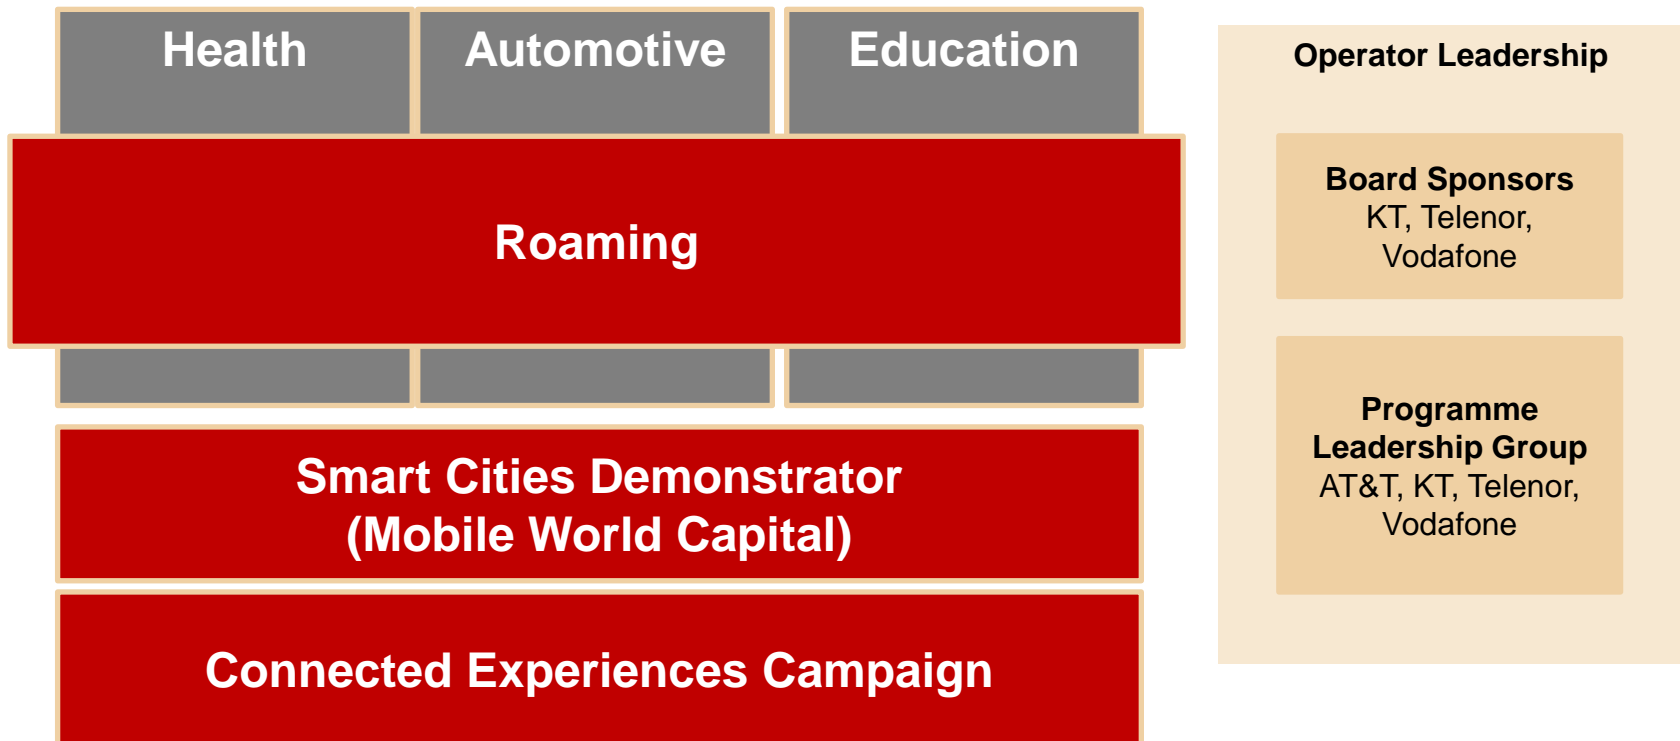 Health
Automotive
Education
Roaming
Smart Cities Demonstrator
(Mobile World Capital)
Connected Experiences Campaign
Operator Leadership
Board Sponsors
KT, Telenor,
Vodafone
Programme
Leadership Group
AT&T, KT, Telenor,
Vodafone